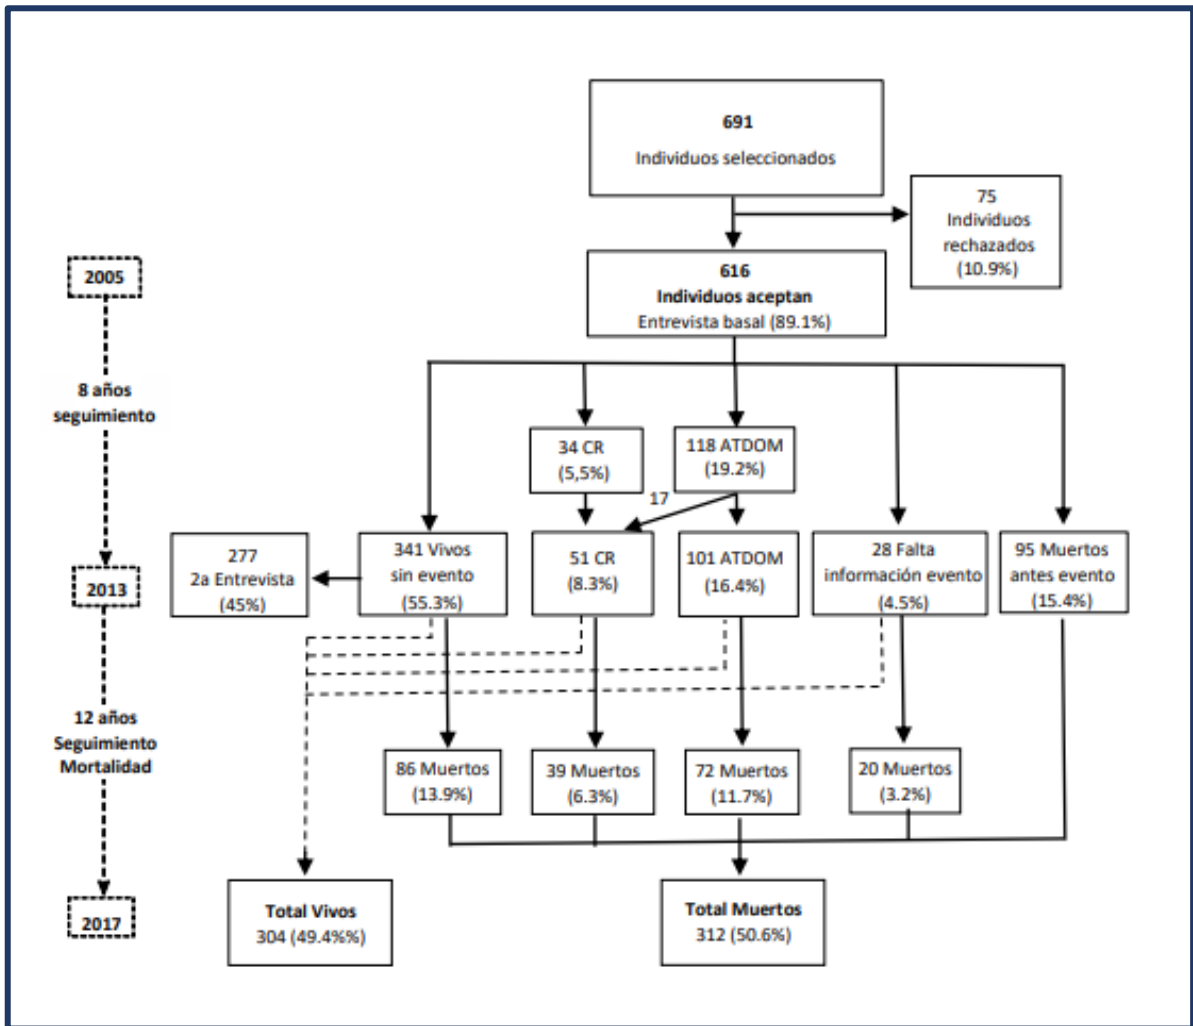 691
Individuos seleccionados
75
Individuos
rechazados
(10.9%)
2005
616
Individuos aceptan
Entrevista basal (89.1%)
8 años
seguimiento
34 CR
(5,5%)
118 ATDOM
(19.2%)
17
277
2a Entrevista
(45%)
341 Vivos
sin evento
(55.3%)
51 CR
(8.3%)
101 ATDOM
(16.4%)
28 Falta
información evento
(4.5%)
95 Muertos
antes evento
(15.4%)
2013
12 años
Seguimiento
Mortalidad
86 Muertos
(13.9%)
39 Muertos
(6.3%)
72 Muertos
(11.7%)
20 Muertos
(3.2%)
2017
Total Vivos
304 (49.4%%)
Total Muertos
312 (50.6%)